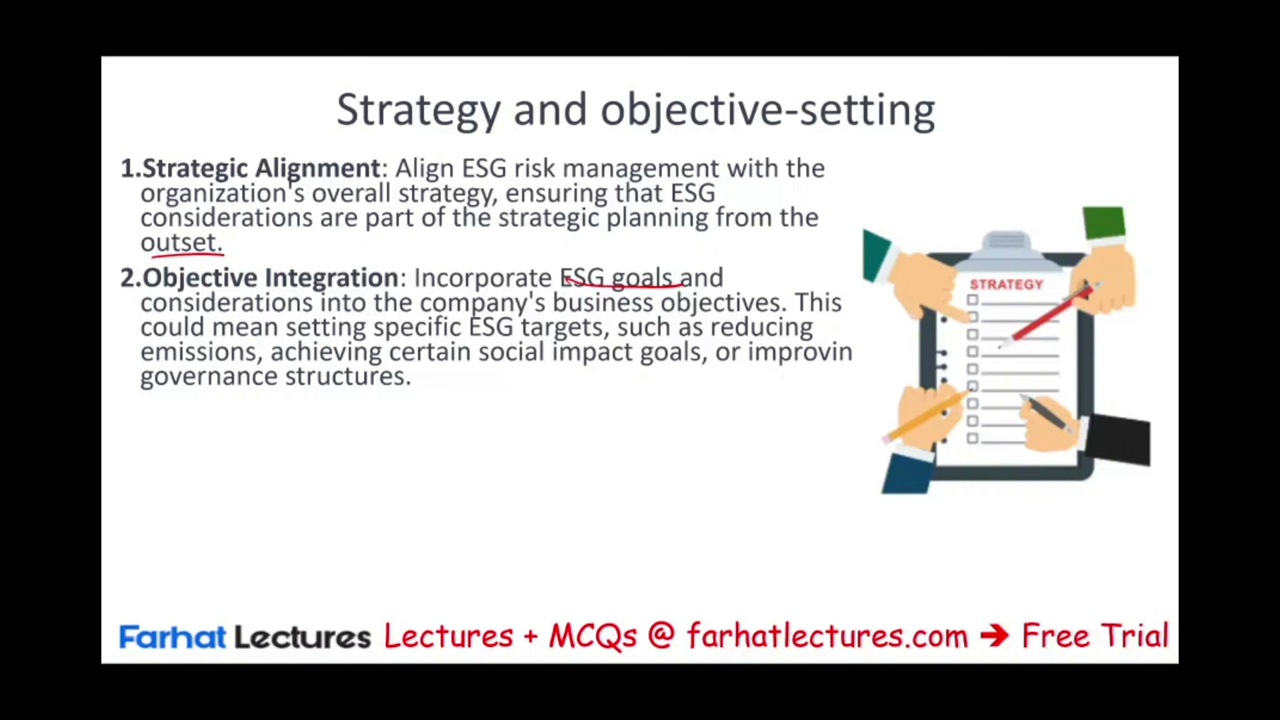 Strategy and objective-setting
1.Strategic Alignment: Align ESG risk management with the
organization's overall strategy, ensuring that ESG
considerations are part of the strategic planning from the
outset.
2.Objective Integration: Incorporate ESG goals and
considerations into the company's business objectives. This
could mean setting specific ESG targets, such as reducing
emissions, achieving certain social impact goals, or improvin
governance structures.
STRATEGY
Farhat Lectures Lectures + MCQs @ farhatlectures.com → Free Trial